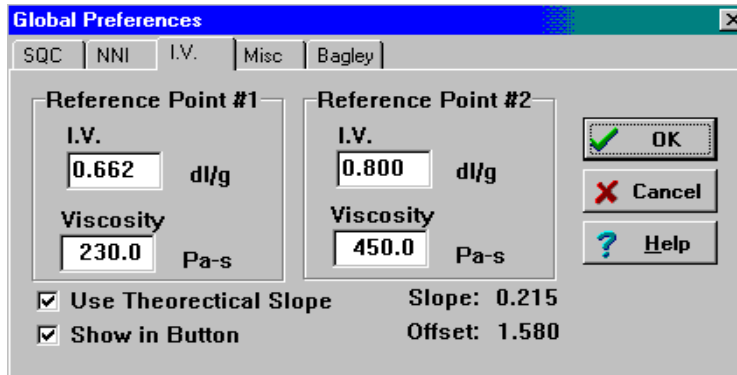 Global Preferences
SQC
NNI
I.V.
Misc
Bagley
Reference Point #1
I.V.
0.662 dl/g
Viscosity
230.0 Pa-s
Reference Point #2
I.V.
0.800 dl/g
Viscosity
450.0 Pa-s
OK
Cancel
Help
Use Theorectical Slope
Show in Button
Slope: 0.215
Offset: 1.580